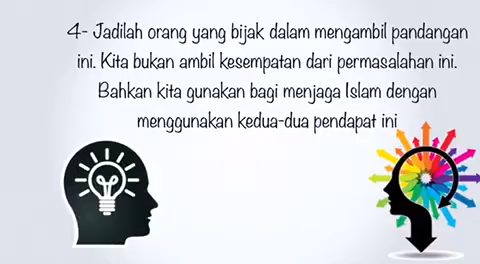 4- Jadilah orang yang bijak dalam mengambil pandangan
ini. Kita bukan ambil kesempatan dari permasalahan ini.
Bahkan kita gunakan bagi menjaga Islam dengan
menggunakan kedua-dua pendapat ini